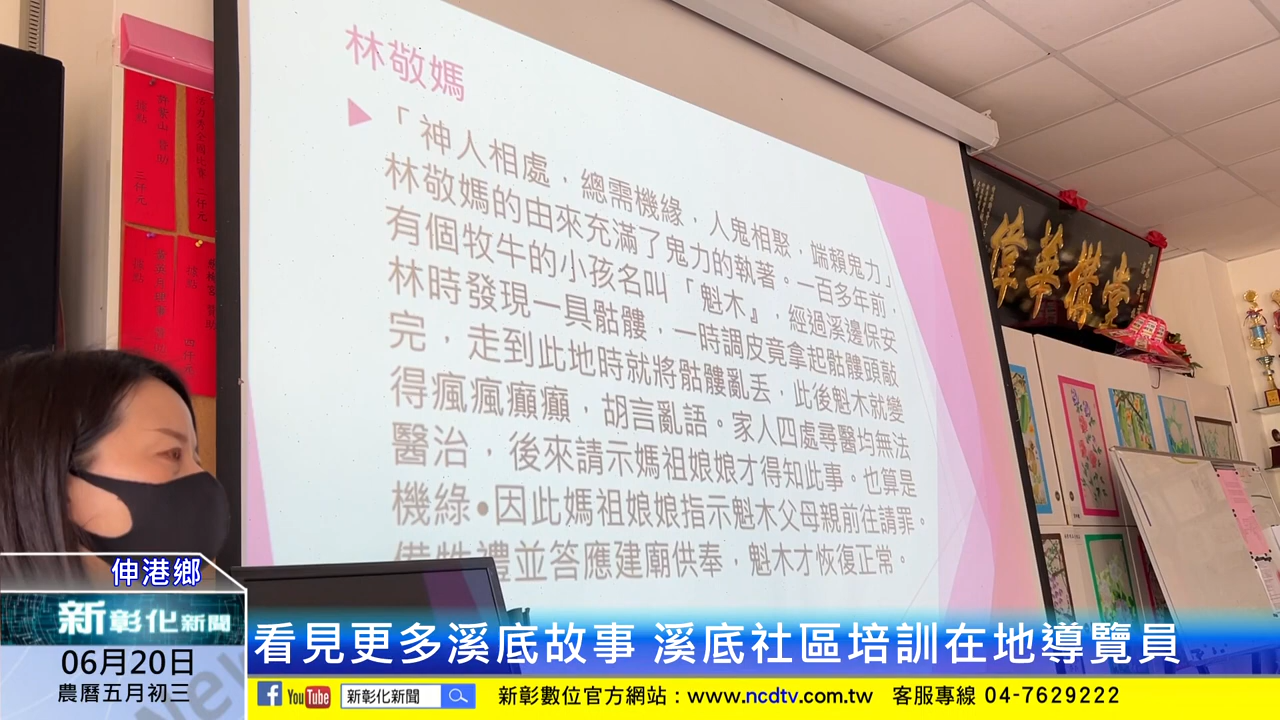 林敬媽
「神人相處，總需機緣，人鬼相聚，端賴鬼力」
林敬媽的由來充滿了鬼力的執著。一百多年前，
有個牧牛的小孩名叫「魁木』，經過溪邊保安
林時發現一具骷髏，一時調皮竟拿起骷髏頭敲
完，走到此地時就將骷髏亂丟，此後魁木就變
得瘋瘋癲癲，胡言亂語。家人四處尋醫均無法
醫治，後來請示媽祖娘娘才得知此事。也算是
機綠•因此媽祖娘娘指示魁木父母親前往請罪。
備牲禮並答應建廟供奉，魁木才恢復正常。
伸港鄉
新彰化新聞
06月20日
農曆五月初三
看見更多溪底故事 溪底社區培訓在地導覽員
f YouTube 新彰化新聞
新彰數位官方網站：www.ncdtv.com.tw 客服專線 04-7629222